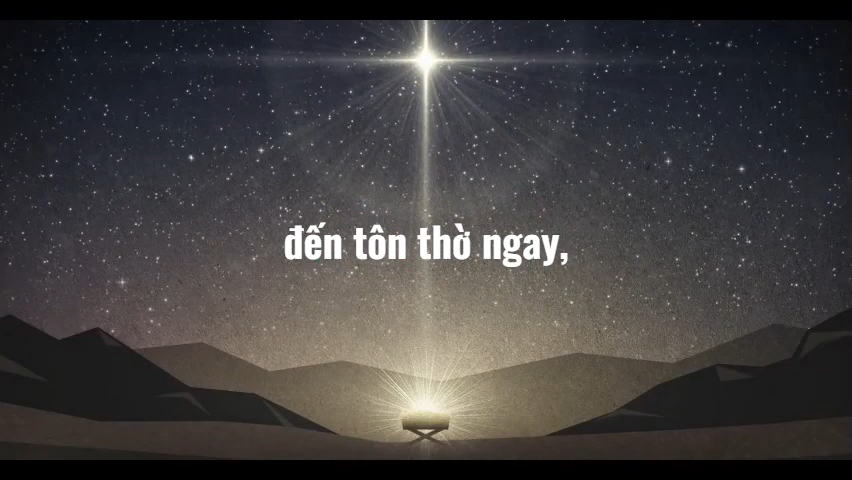 đến tôn thờ ngay,